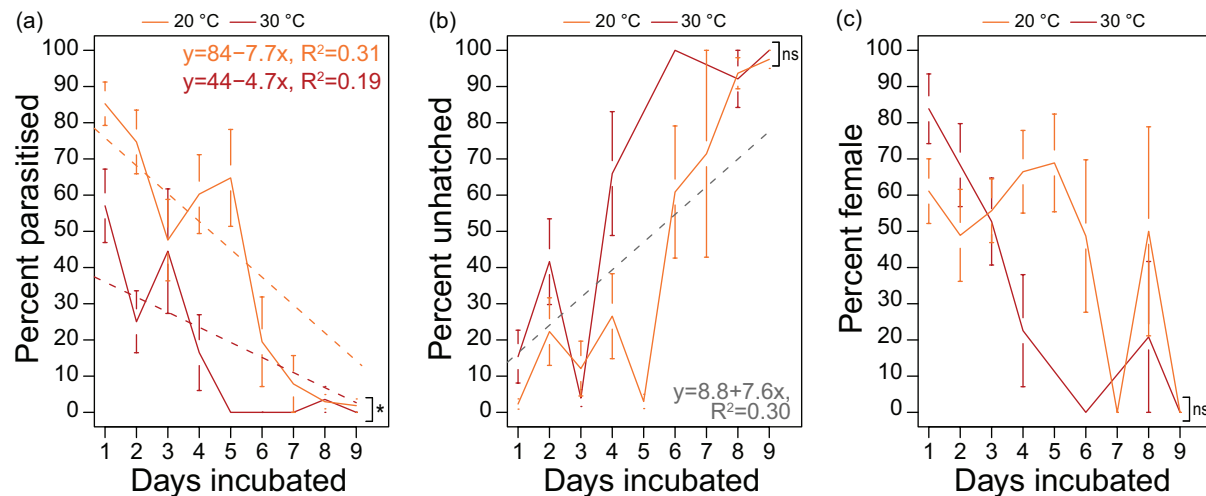 (a)
20 °C 30 °C
y=84−7.7x, R²=0.31
y=44−4.7x, R²=0.19
100
90
80
70
60
50
40
30
20
10
0
Percent parasitised
*
1 2 3 4 5 6 7 8 9
Days incubated
(b)
20 °C 30 °C
100
90
80
70
60
50
40
30
20
10
0
Percent unhatched
ns
y=8.8+7.6x,
R²=0.30
1 2 3 4 5 6 7 8 9
Days incubated
(c)
20 °C 30 °C
100
90
80
70
60
50
40
30
20
10
0
Percent female
ns
1 2 3 4 5 6 7 8 9
Days incubated